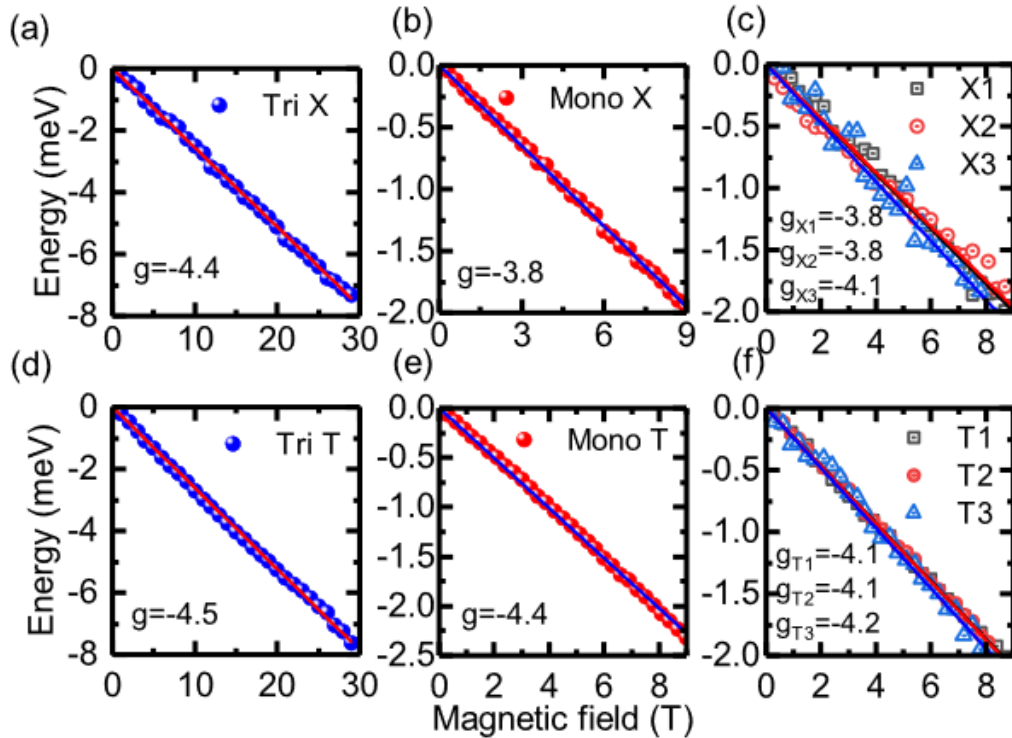 (a)
(b)
(c)
0
-2
-4
-6
-8
Energy (meV)
Tri X
g=-4.4
0 10 20 30
0.0
-0.5
-1.0
-1.5
-2.0
Mono X
g=-3.8
0 3 6 9
0.0
-0.5
-1.0
-1.5
-2.0
X1
X2
X3
gX1=-3.8
gX2=-3.8
gX3=-4.1
0 2 4 6 8
(d)
(e)
(f)
0
-2
-4
-6
-8
Energy (meV)
Tri T
g=-4.5
0 10 20 30
0.0
-0.5
-1.0
-1.5
-2.0
-2.5
Mono T
g=-4.4
0 2 4 6 8
0.0
-0.5
-1.0
-1.5
-2.0
T1
T2
T3
gT1=-4.1
gT2=-4.1
gT3=-4.2
0 2 4 6 8
Magnetic field (T)